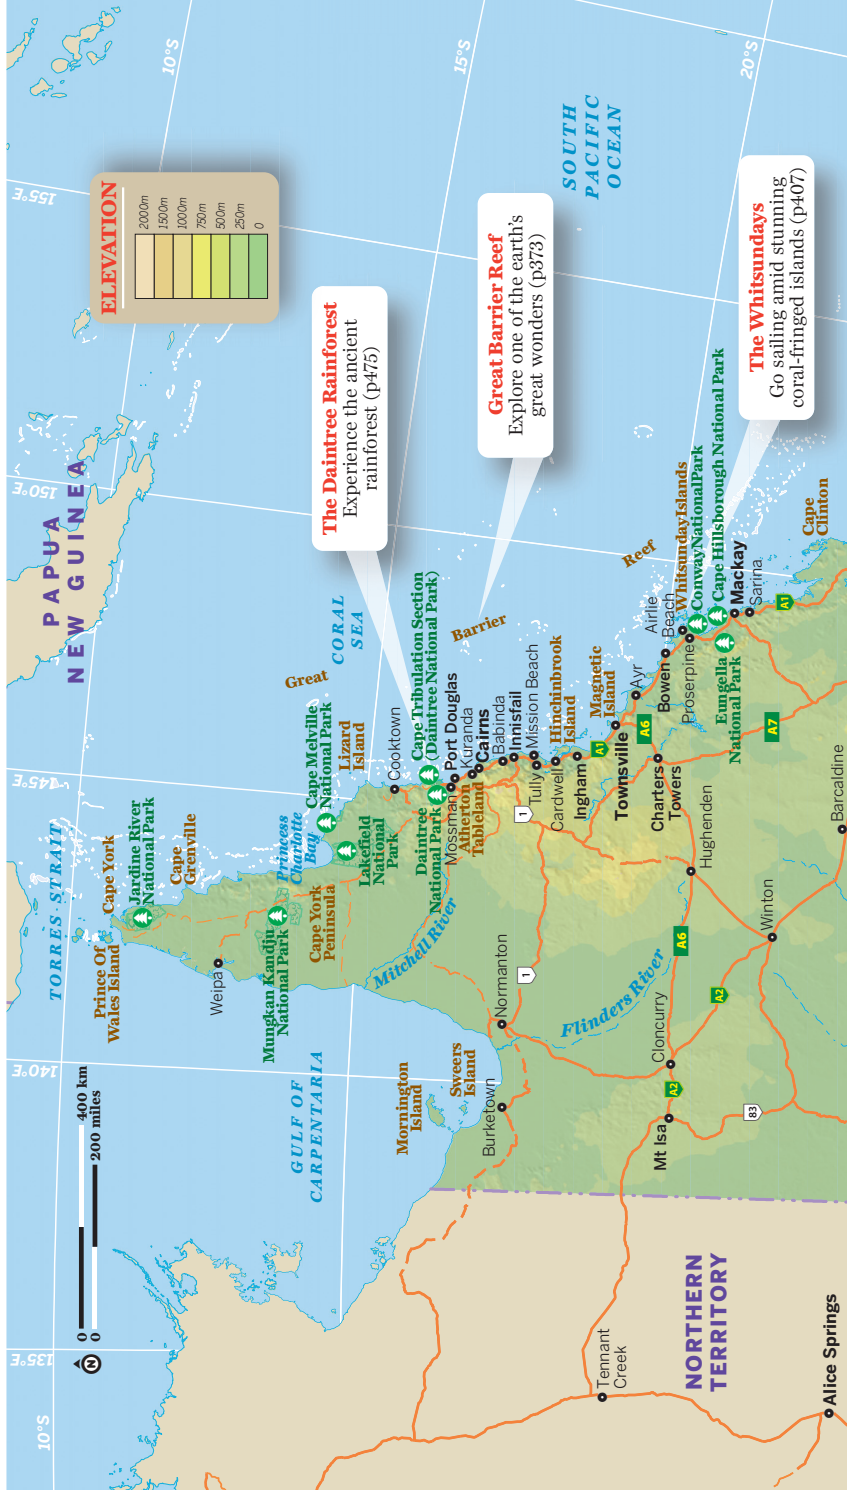 10°S
15°S
20°S
155°E
150°E
145°E
140°E
135°E
10°S
ELEVATION
2000m
1500m
1000m
750m
500m
250m
0
0
400 km
0
200 miles
N
PAPUA
NEW GUINEA
TORRES STRAIT
GULF OF
CARPENTARIA
CORAL
SEA
SOUTH
PACIFIC
OCEAN
The Daintree Rainforest
Experience the ancient
rainforest (p475)
Great Barrier Reef
Explore one of the earth's
great wonders (p373)
The Whitsundays
Go sailing amid stunning
coral-fringed islands (p407)
Great
Barrier
Reef
Prince Of
Wales Island
Cape York
Jardine River
National Park
Cape
Grenville
Weipa
Mungkan Kandju
National Park
Cape York
Peninsula
Princess
Charlotte
Bay
Cape Melville
National Park
Lizard
Island
Lakefield
National
Park
Cooktown
Cape Tribulation Section
(Daintree National Park)
Daintree
National Park
Mossman
Port Douglas
Kuranda
Cairns
Atherton
Tableland
Babinda
Innisfail
Mission Beach
Tully
Cardwell
Hinchinbrook
Island
Ingham
Magnetic
Island
Townsville
Ayr
Charters
Towers
Bowen
Airlie
Beach
Proserpine
Whitsunday Islands
Conway National Park
Cape Hillsborough National Park
Eungella
National Park
Mackay
Sarina
Cape
Clinton
Mitchell River
Flinders River
Mornington
Island
Sweers
Island
Burketown
Normanton
Cloncurry
Mt Isa
Hughenden
Winton
Barcaldine
1
1
A1
A6
A7
A1
A6
A2
A2
83
NORTHERN
TERRITORY
Tennant
Creek
Alice Springs